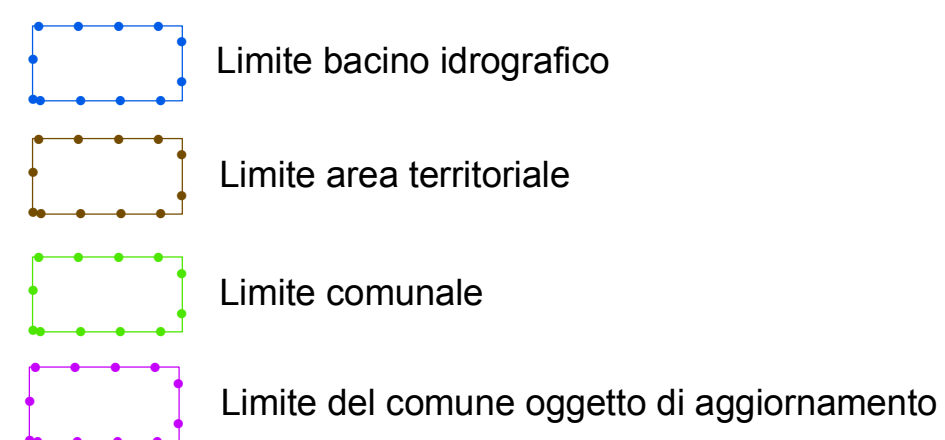 Limite bacino idrografico
Limite area territoriale
Limite comunale
Limite del comune oggetto di aggiornamento